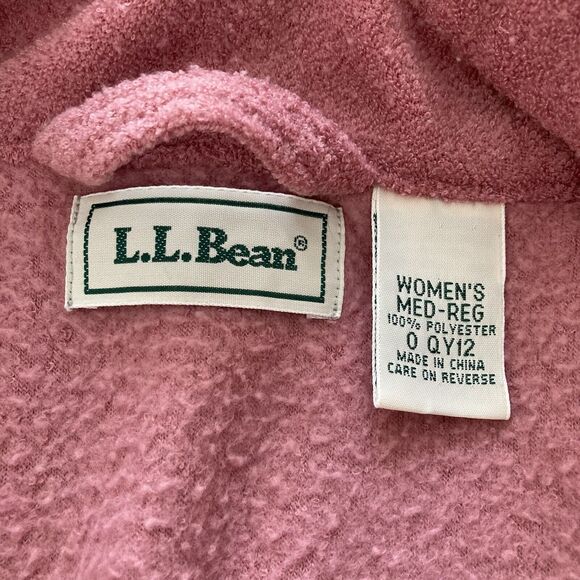 L.L.Bean®
WOMEN'S
MED-REG
100% POLYESTER
0 QY12
MADE IN CHINA
CARE ON REVERSE